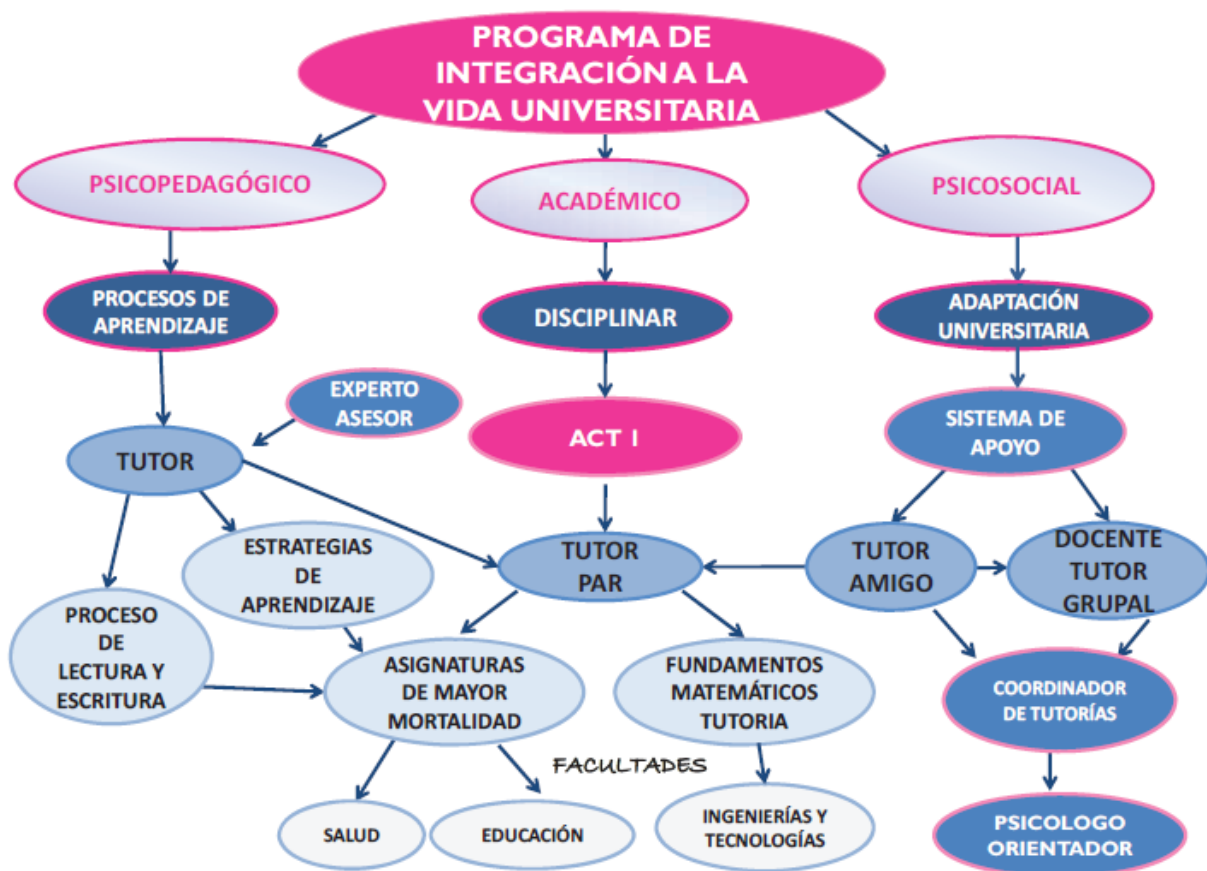 PROGRAMA DE
INTEGRACIÓN A LA
VIDA UNIVERSITARIA
PSICOPEDAGÓGICO
ACADÉMICO
PSICOSOCIAL
PROCESOS DE
APRENDIZAJE
DISCIPLINAR
ADAPTACIÓN
UNIVERSITARIA
EXPERTO
ASESOR
ACT I
SISTEMA DE
APOYO
TUTOR
ESTRATEGIAS
DE
APRENDIZAJE
TUTOR
PAR
TUTOR
AMIGO
DOCENTE
TUTOR
GRUPAL
PROCESO
DE
LECTURA Y
ESCRITURA
ASIGNATURAS
DE MAYOR
MORTALIDAD
FUNDAMENTOS
MATEMÁTICOS
TUTORIA
COORDINADOR
DE TUTORÍAS
FACULTADES
SALUD
EDUCACIÓN
INGENIERÍAS Y
TECNOLOGÍAS
PSICOLOGO
ORIENTADOR